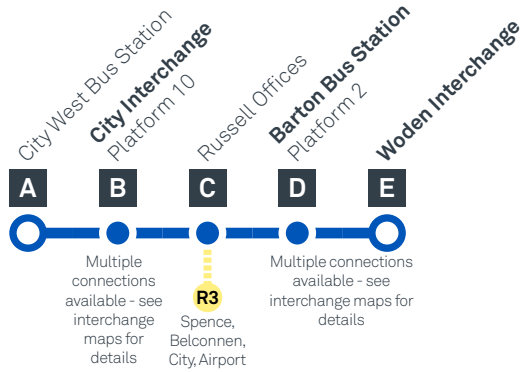 City West Bus Station
City Interchange
Platform 10
Russell Offices
Barton Bus Station
Platform 2
Woden Interchange
A
B
C
D
E
Multiple
connections
available - see
interchange
maps for
details
R3
Spence,
Belconnen,
City, Airport
Multiple connections
available - see
interchange maps for
details